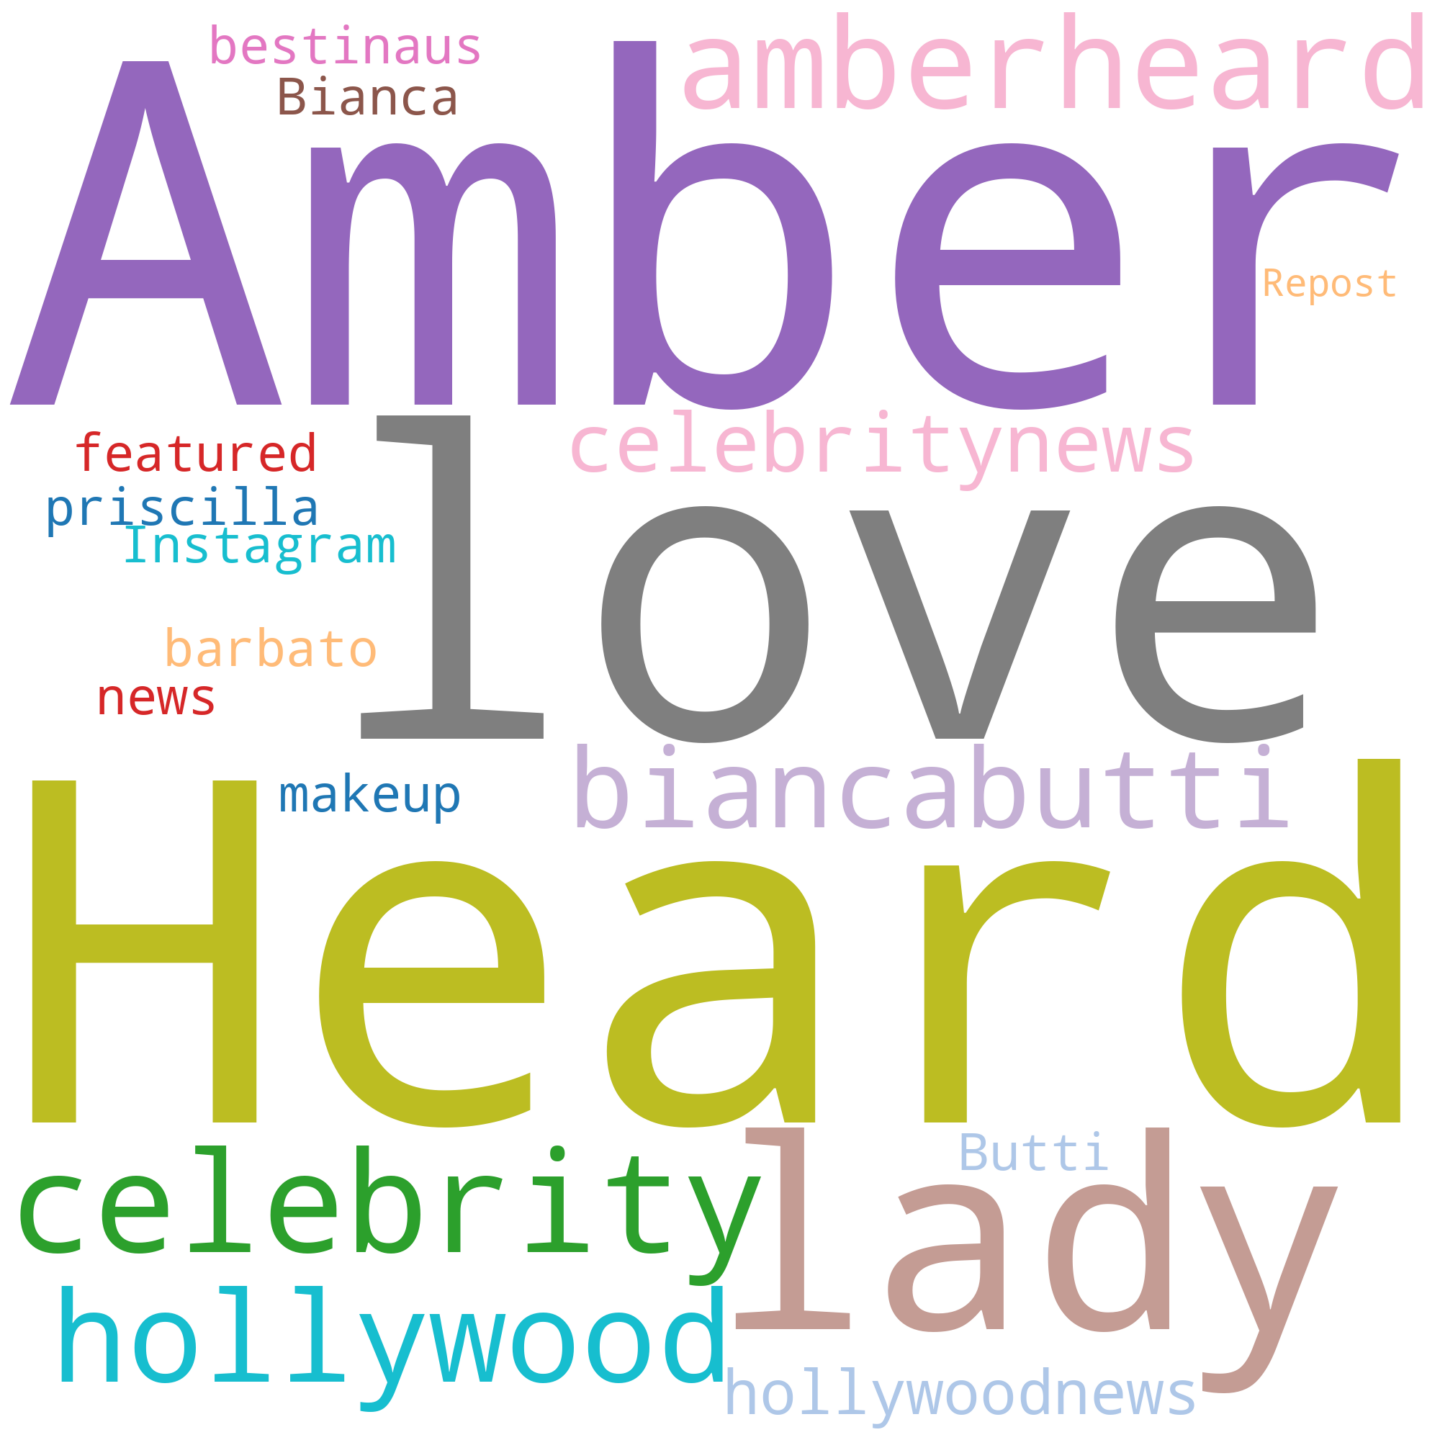 bestinaus
amberheard
Bianca
Amber
Repost
celebritynews
featured
priscilla
Instagram
love
barbato
news
biancabutti
makeup
Heard
celebrity
Butti
lady
hollywood
hollywoodnews